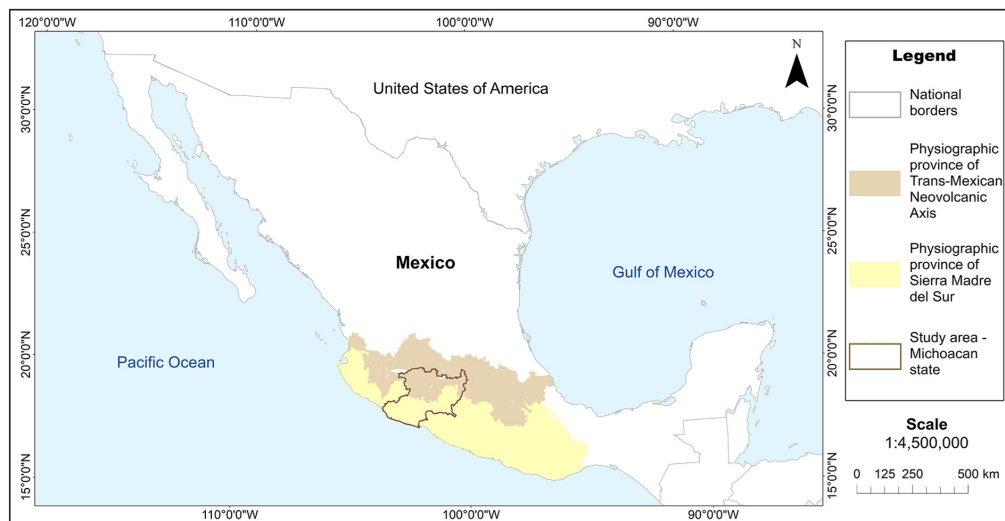 120°0'0"W
110°0'0"W
100°0'0"W
90°0'0"W
30°0'0"N
25°0'0"N
20°0'0"N
15°0'0"N
30°0'0"N
25°0'0"N
20°0'0"N
15°0'0"N
110°0'0"W
100°0'0"W
90°0'0"W
United States of America
N
Mexico
Gulf of Mexico
Pacific Ocean
Legend
National
borders
Physiographic
province of
Trans-Mexican
Neovolcanic
Axis
Physiographic
province of
Sierra Madre
del Sur
Study area -
Michoacan
state
Scale
1:4,500,000
0 125 250 500 km